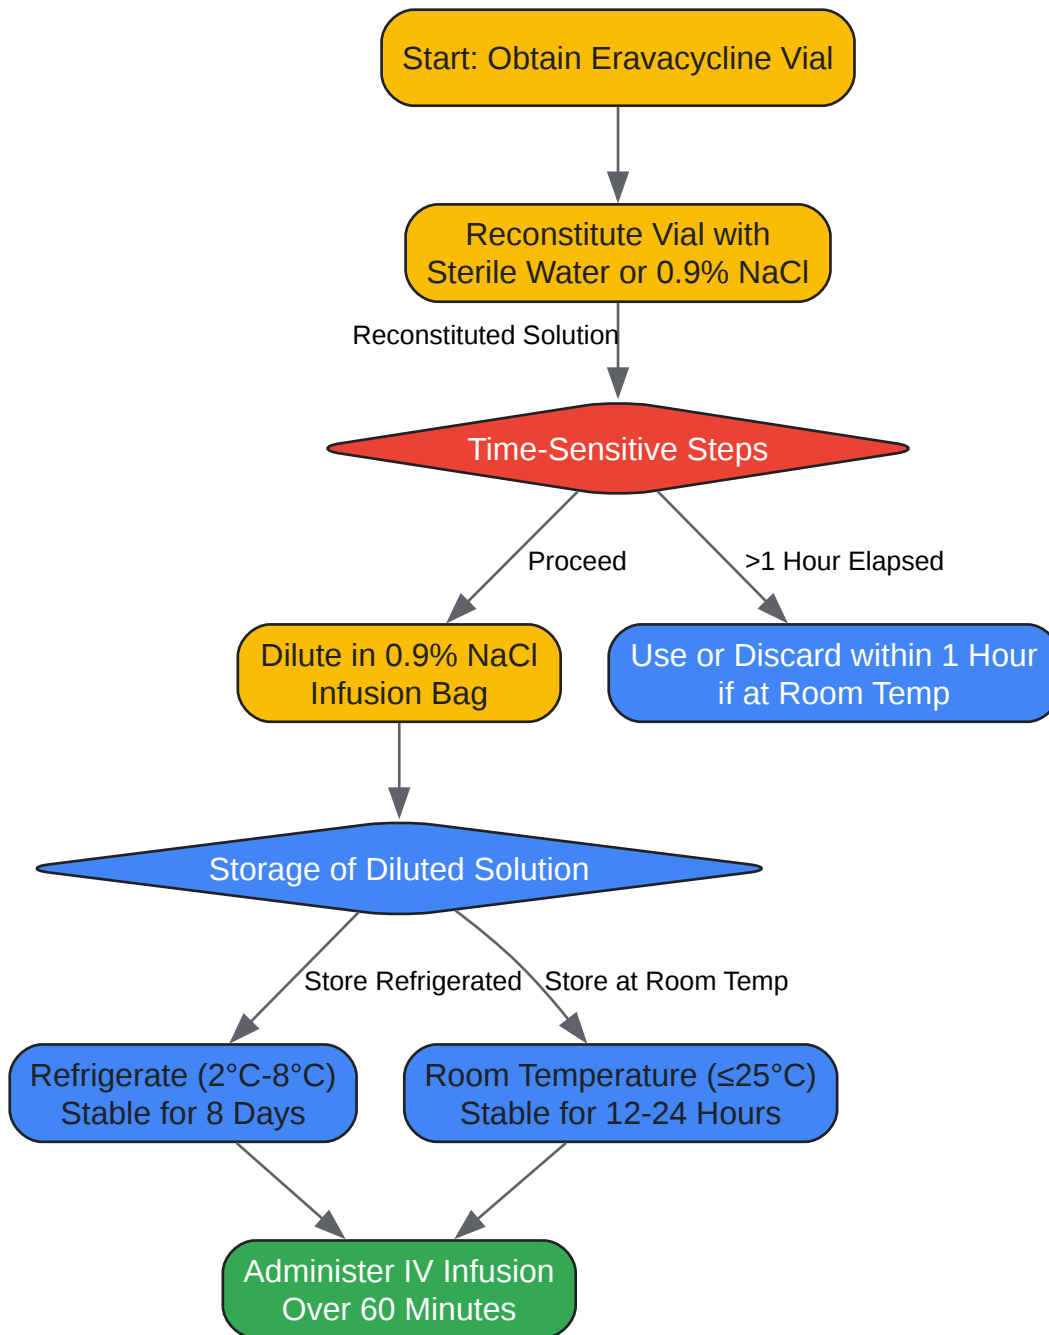 Start: Obtain Eravacycline Vial
Reconstitute Vial with
Sterile Water or 0.9% NaCl
Reconstituted Solution
Time-Sensitive Steps
Proceed
>1 Hour Elapsed
Dilute in 0.9% NaCl
Infusion Bag
Use or Discard within 1 Hour
if at Room Temp
Storage of Diluted Solution
Store Refrigerated
Store at Room Temp
Refrigerate (2°C-8°C)
Stable for 8 Days
Room Temperature (≤25°C)
Stable for 12-24 Hours
Administer IV Infusion
Over 60 Minutes